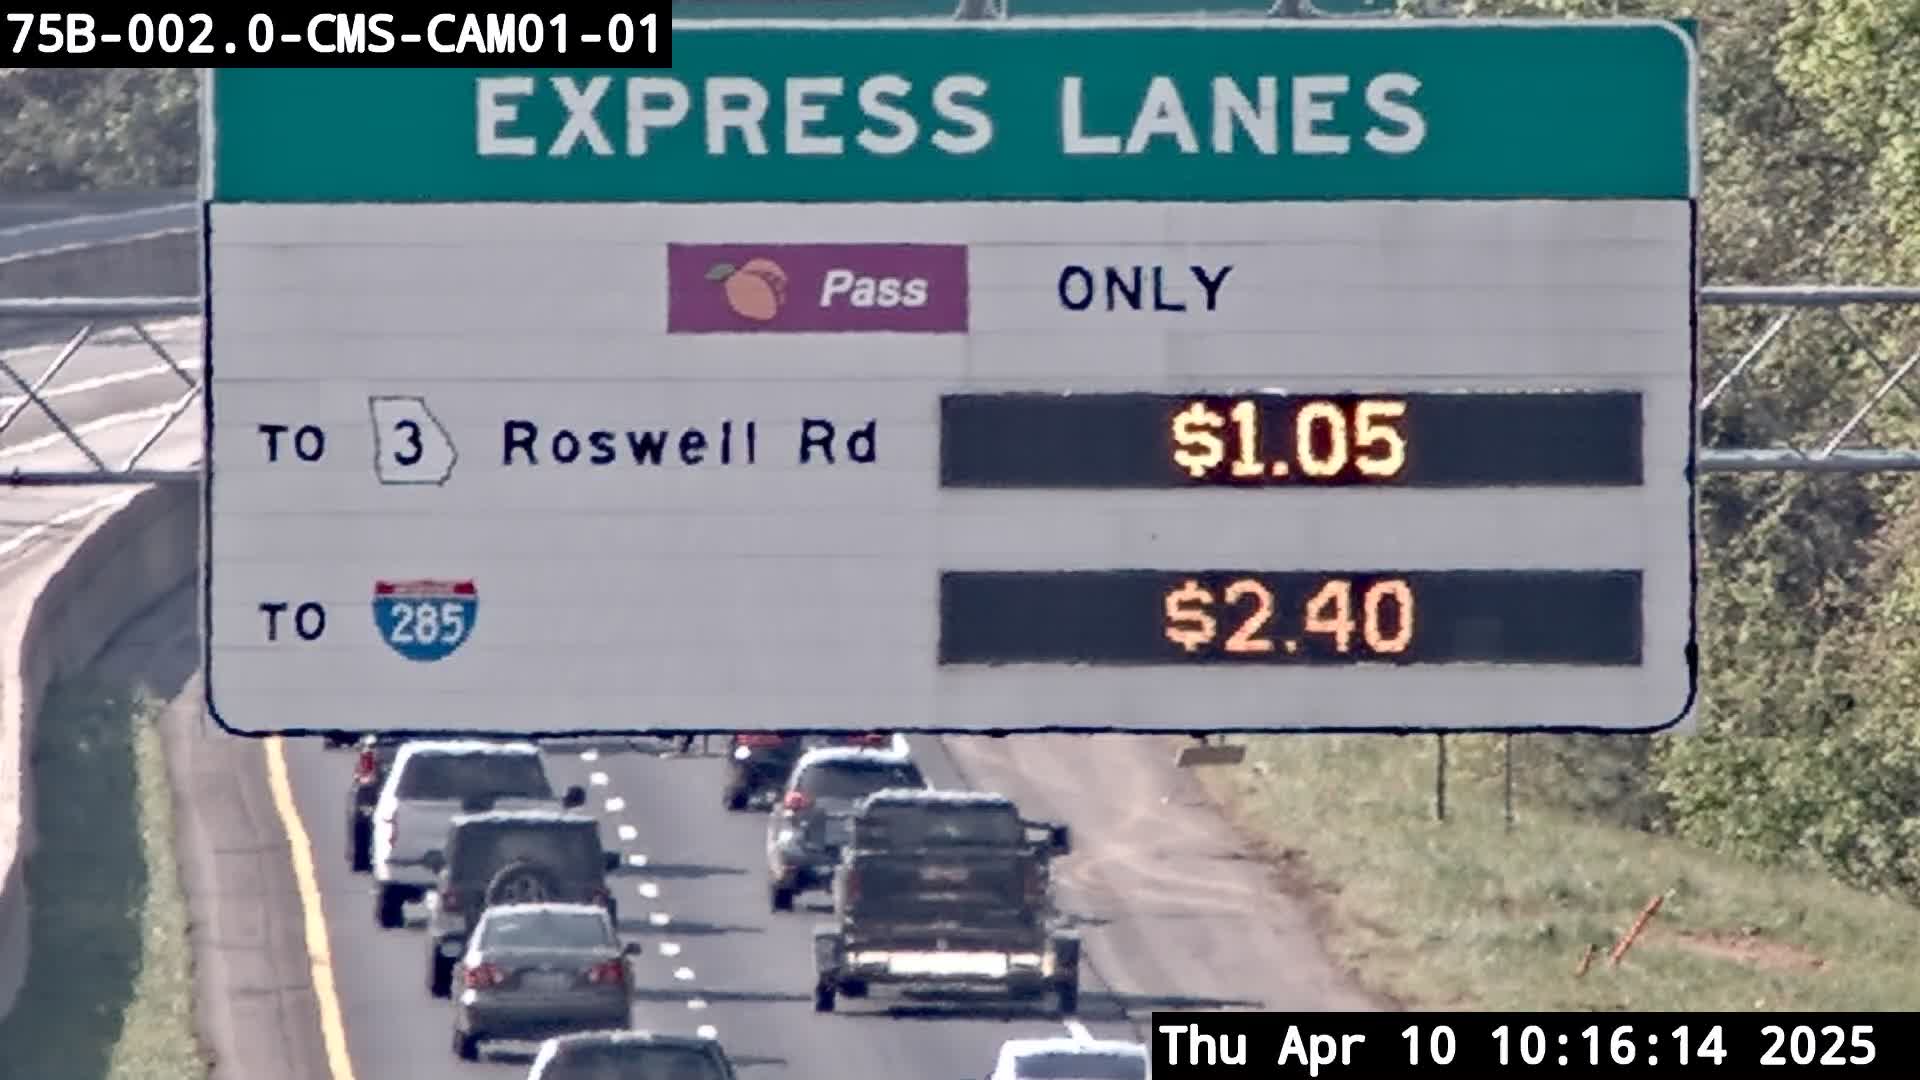 75B-002.0-CMS-CAM01-01
EXPRESS LANES
Pass ONLY
TO 3 Roswell Rd $1.05
TO 285 $2.40
Thu Apr 10 10:16:14 2025